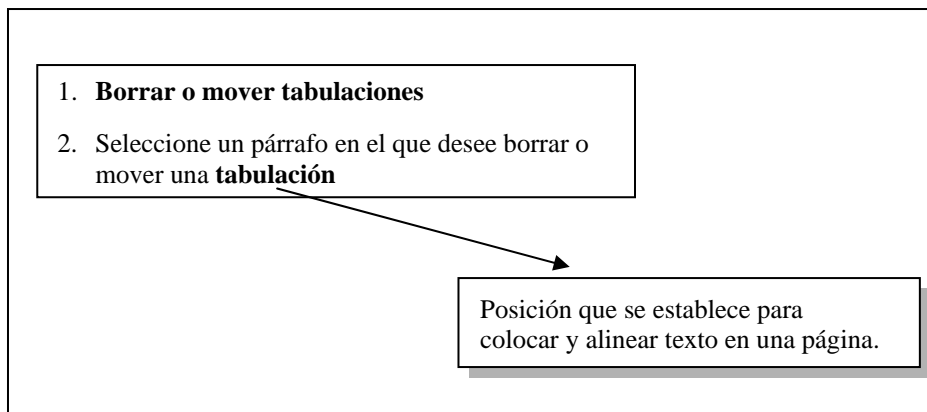 1. Borrar o mover tabulaciones
2. Seleccione un párrafo en el que desee borrar o
mover una tabulación
Posición que se establece para
colocar y alinear texto en una página.